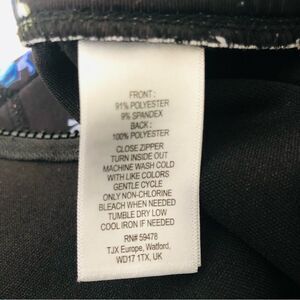 FRONT :
91% POLYESTER
9% SPANDEX
BACK :
100% POLYESTER
CLOSE ZIPPER
TURN INSIDE OUT
MACHINE WASH COLD
WITH LIKE COLORS
GENTLE CYCLE
ONLY NON-CHLORINE
BLEACH WHEN NEEDED
TUMBLE DRY LOW
COOL IRON IF NEEDED
RN# 59478
TJX Europe, Watford,
WD17 1TX, UK